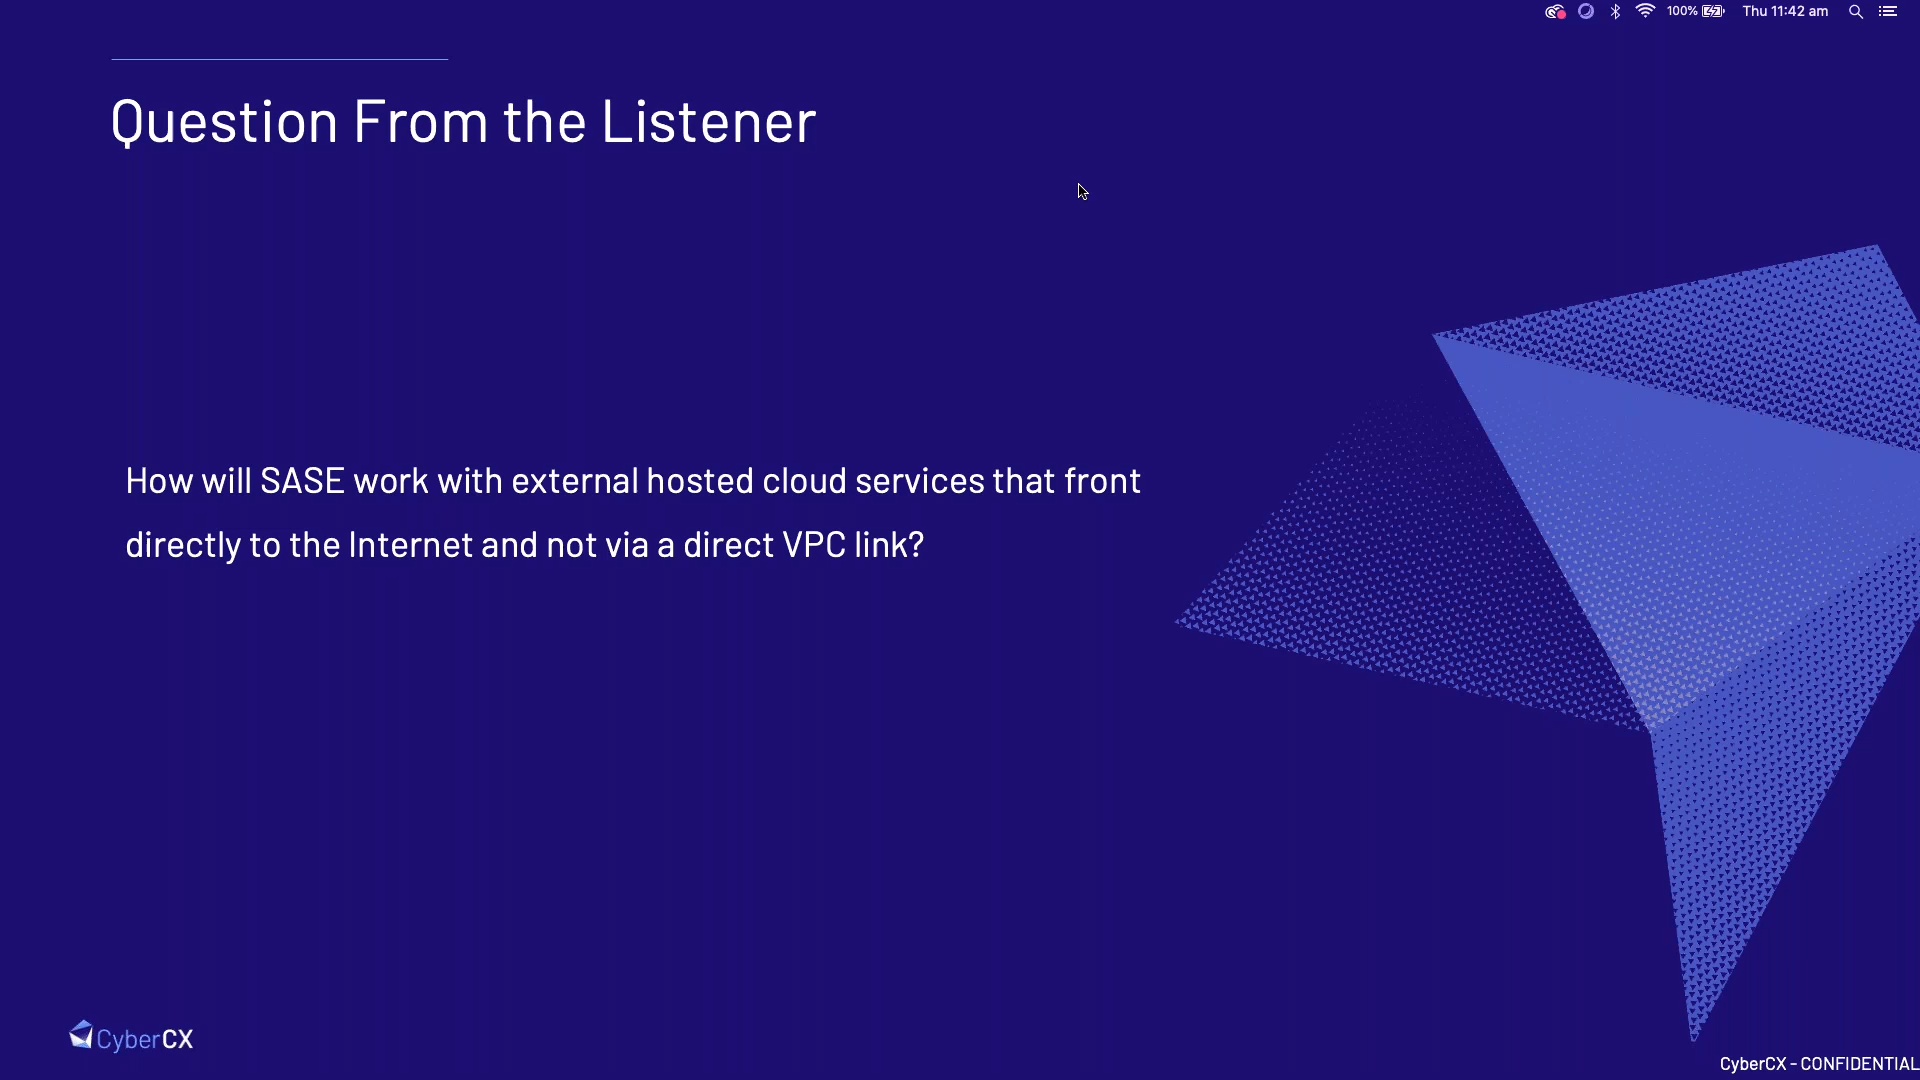 100% Thu 11:42 am
Question From the Listener
How will SASE work with external hosted cloud services that front
directly to the Internet and not via a direct VPC link?
CyberCX
CyberCX - CONFIDENTIAL